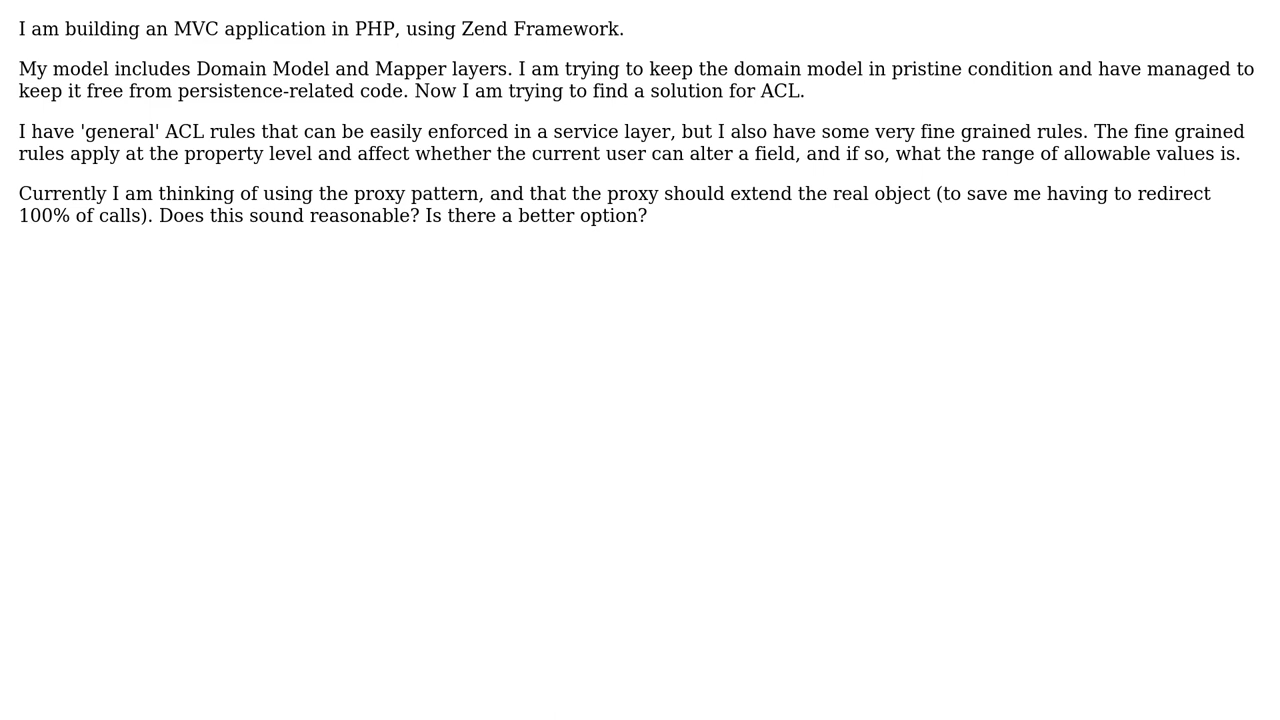 I am building an MVC application in PHP, using Zend Framework.
My model includes Domain Model and Mapper layers. I am trying to keep the domain model in pristine condition and have managed to
keep it free from persistence-related code. Now I am trying to find a solution for ACL.
I have 'general' ACL rules that can be easily enforced in a service layer, but I also have some very fine grained rules. The fine grained
rules apply at the property level and affect whether the current user can alter a field, and if so, what the range of allowable values is.
Currently I am thinking of using the proxy pattern, and that the proxy should extend the real object (to save me having to redirect
100% of calls). Does this sound reasonable? Is there a better option?